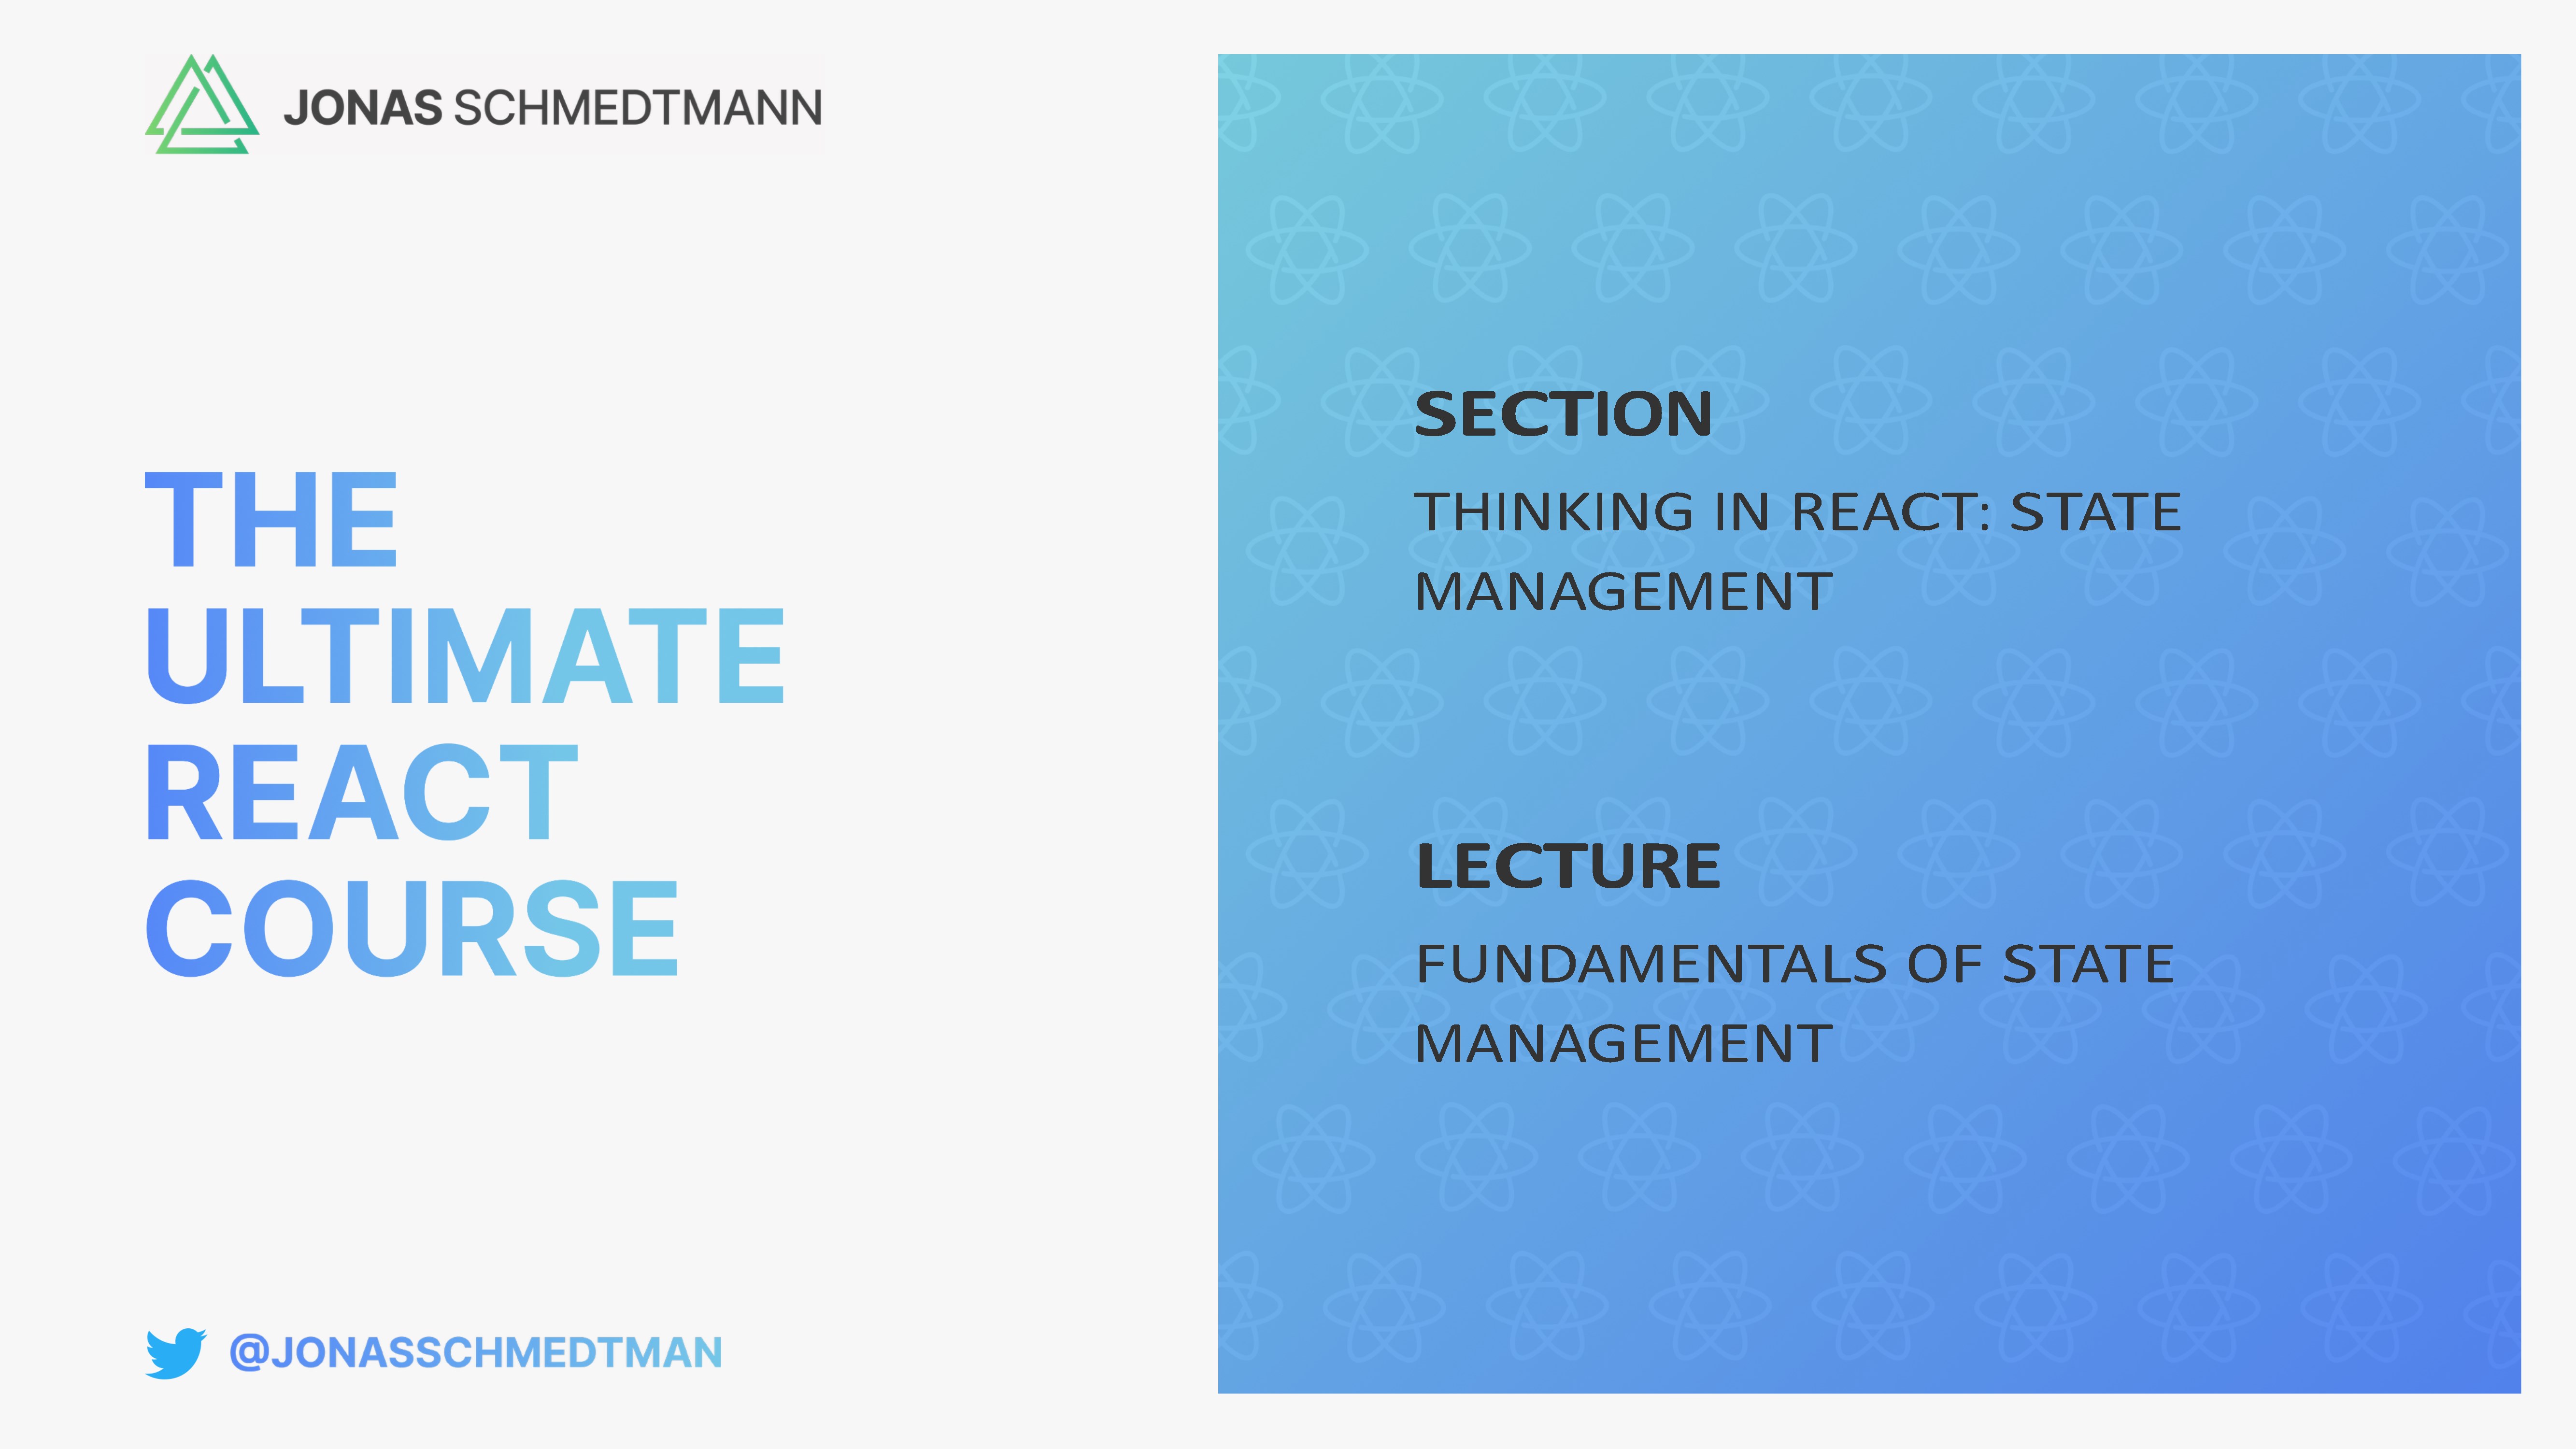 JONAS SCHMEDTMANN
THE
ULTIMATE
REACT
COURSE
@JONASSCHMEDTMAN
SECTION
THINKING IN REACT: STATE
MANAGEMENT
LECTURE
FUNDAMENTALS OF STATE
MANAGEMENT